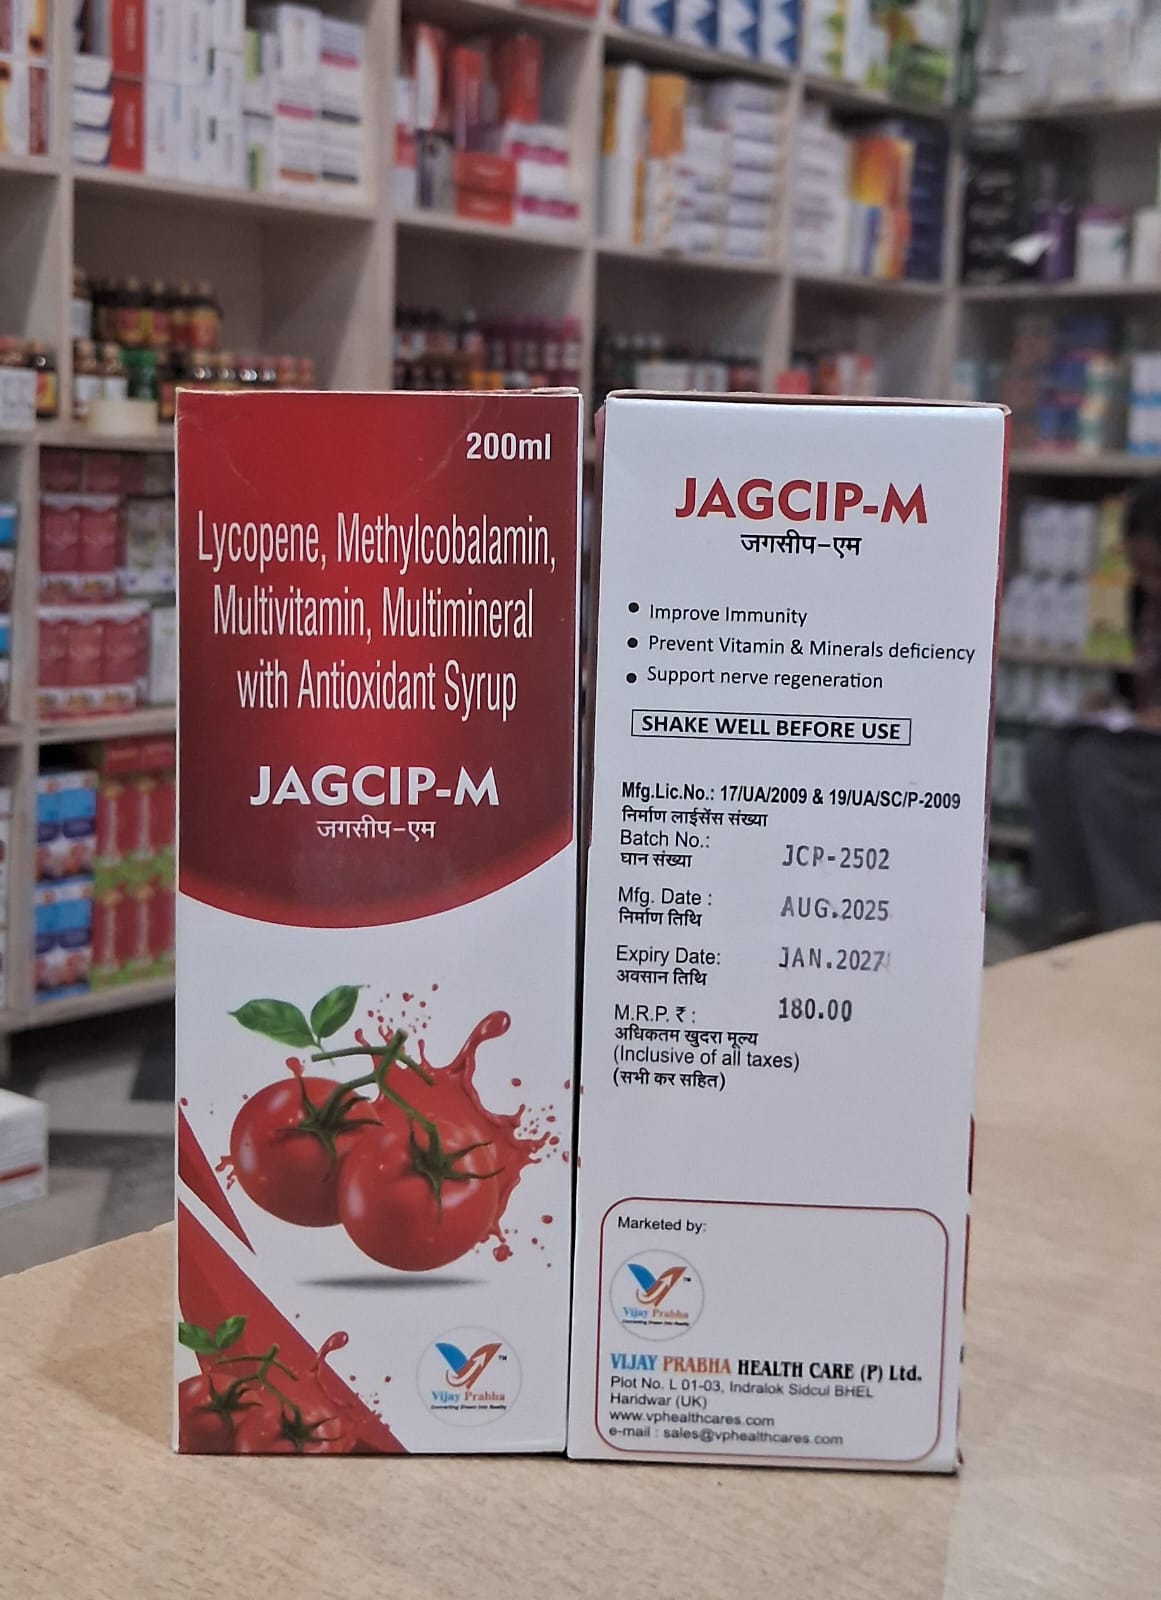 200ml
Lycopene, Methylcobalamin,
Multivitamin, Multimineral
with Antioxidant Syrup
JAGCIP-M
जगसीप-एम
Vijay Prabha
TM
JAGCIP-M
जगसीप-एम
• Improve Immunity
• Prevent Vitamin & Minerals deficiency
• Support nerve regeneration
SHAKE WELL BEFORE USE
Mfg.Lic.No.: 17/UA/2009 & 19/UA/SC/P-2009
निर्माण लाईसेंस संख्या
Batch No.: JCP-2502
घान संख्या
Mfg. Date : AUG.2025
निर्माण तिथि
Expiry Date: JAN.2027
अवसान तिथि
M.R.P. ₹ : 180.00
अधिकतम खुदरा मूल्य
(Inclusive of all taxes)
(सभी कर सहित)
Marketed by:
TM
Vijay Prabha
VIJAY PRABHA HEALTH CARE (P) Ltd.
Plot No. L 01-03, Indralok Sidcul BHEL
Haridwar (UK)
www.vphealthcares.com
e-mail : sales@vphealthcares.com